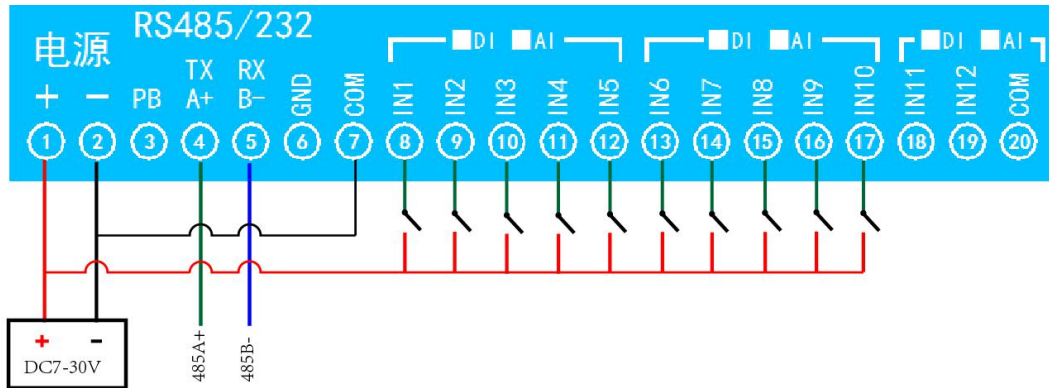 RS485/232
电源
DI AI
DI AI
DI AI
+
−
PB
TX
A+
RX
B-
GND
COM
IN1
IN2
IN3
IN4
IN5
IN6
IN7
IN8
IN9
IN10
IN11
IN12
COM
1 2 3 4 5 6 7 8 9 10 11 12 13 14 15 16 17 18 19 20
+ -
DC7-30V
485A+
485B-